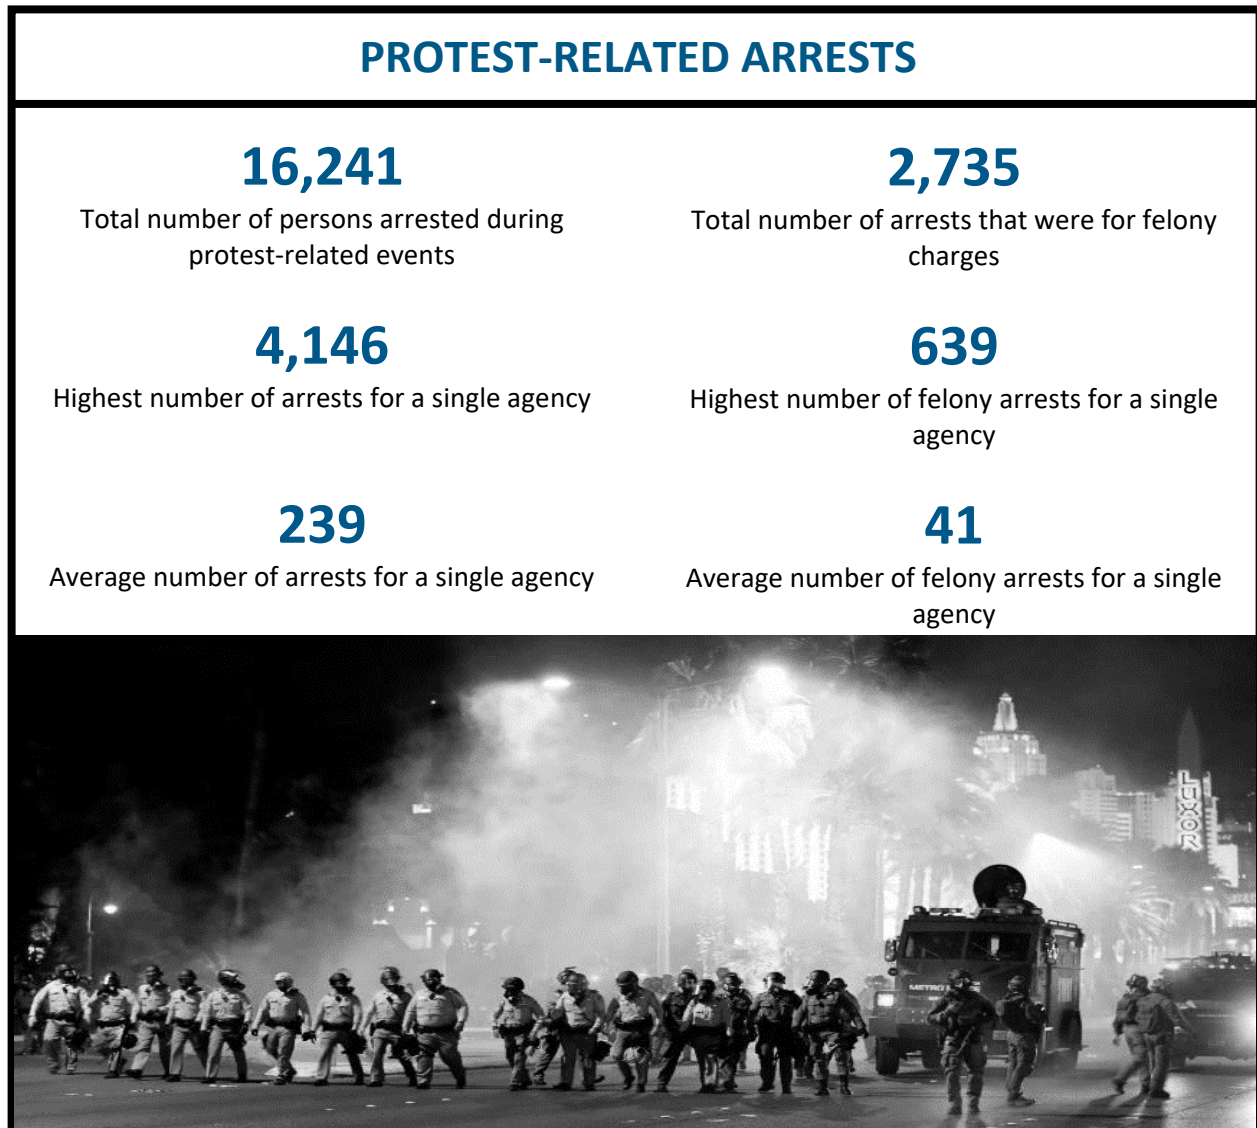 PROTEST-RELATED ARRESTS
16,241
Total number of persons arrested during
protest-related events
2,735
Total number of arrests that were for felony
charges
4,146
Highest number of arrests for a single agency
639
Highest number of felony arrests for a single
agency
239
Average number of arrests for a single agency
41
Average number of felony arrests for a single
agency
LUXOR
METRO